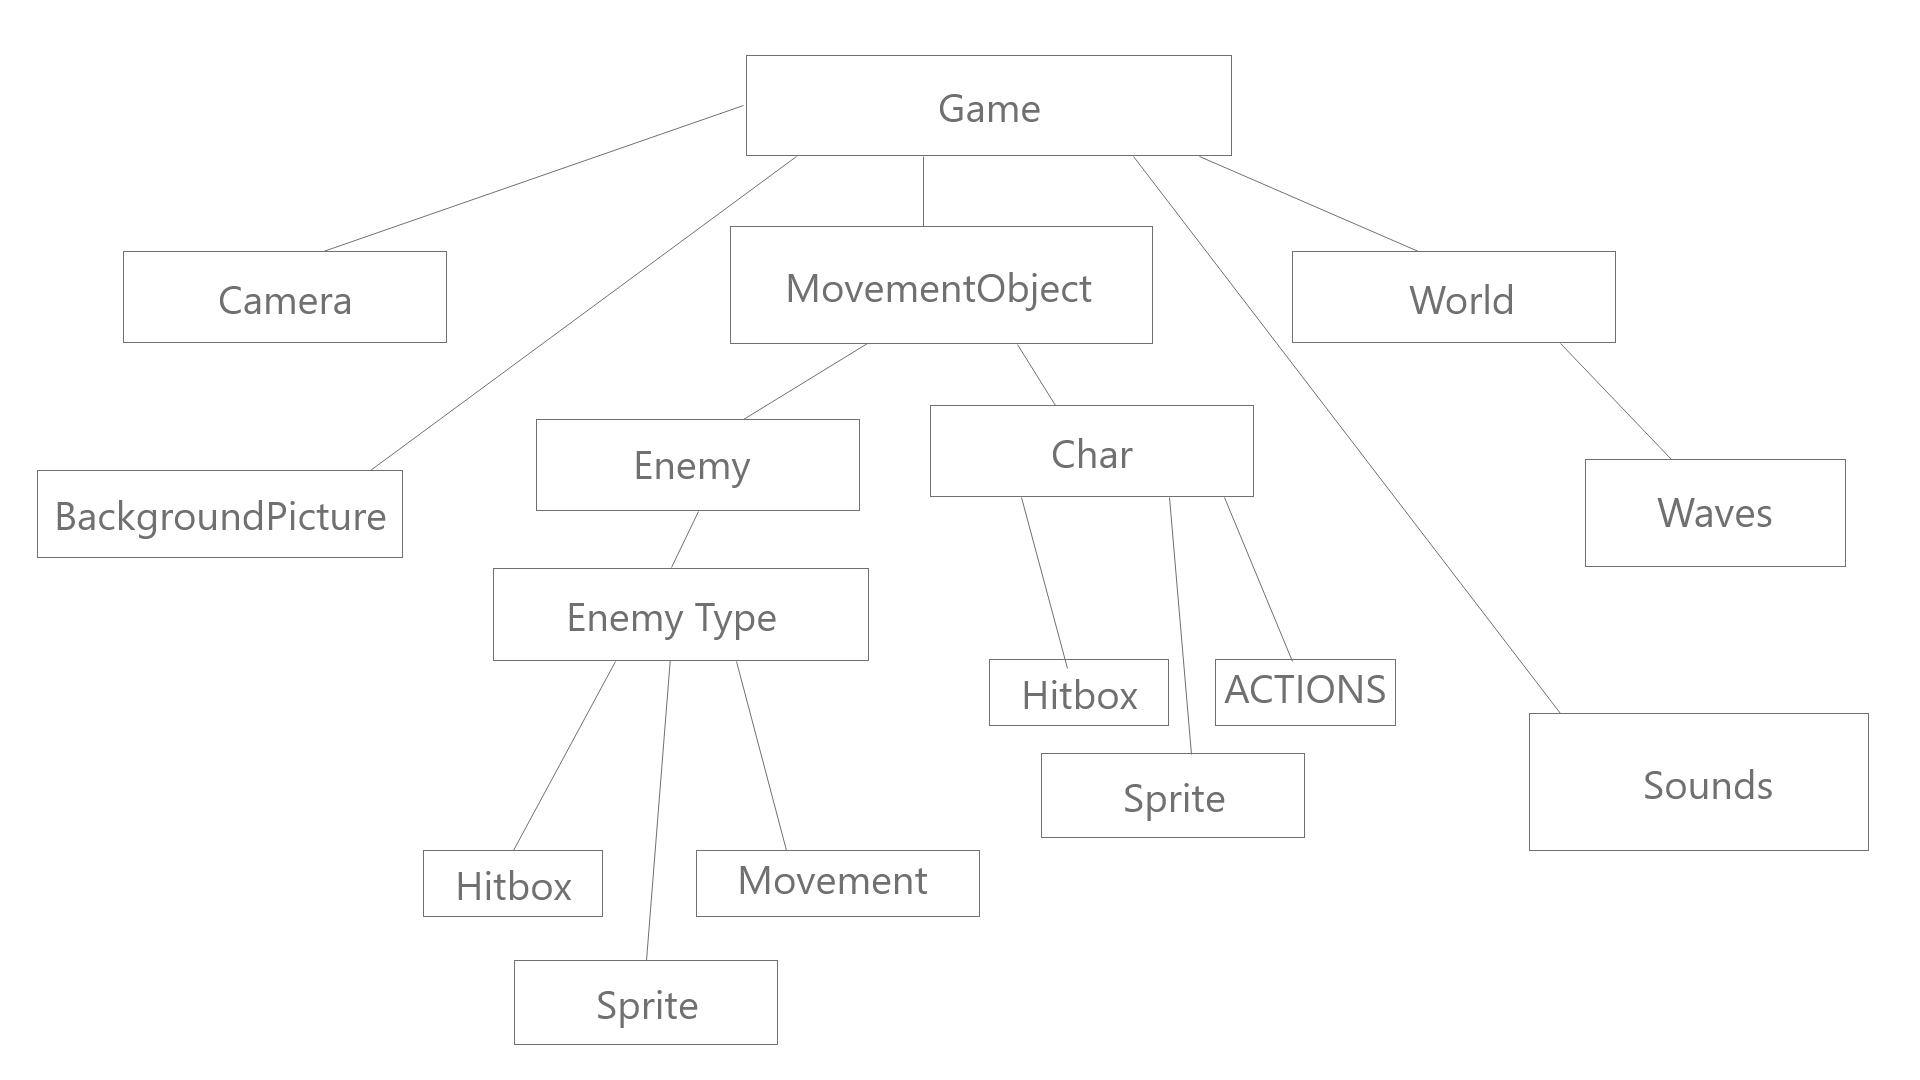 Game
Camera
MovementObject
World
BackgroundPicture
Enemy
Char
Waves
Enemy Type
Hitbox
ACTIONS
Sprite
Sounds
Hitbox
Movement
Sprite